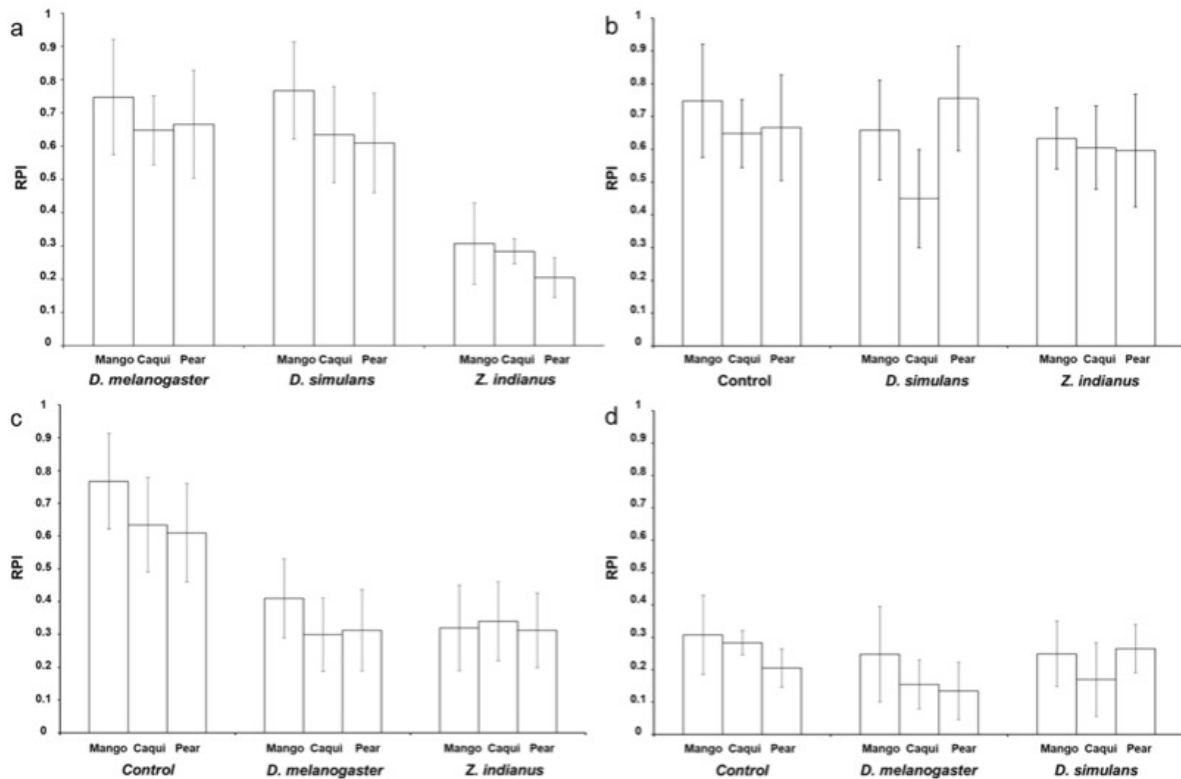 a
1
0.9
0.8
0.7
0.6
0.5
0.4
0.3
0.2
0.1
0
RPI
Mango Caqui Pear Mango Caqui Pear Mango Caqui Pear
D. melanogaster D. simulans Z. indianus
b
1
0.9
0.8
0.7
0.6
0.5
0.4
0.3
0.2
0.1
0
RPI
Mango Caqui Pear Mango Caqui Pear Mango Caqui Pear
Control D. simulans Z. indianus
c
1
0.9
0.8
0.7
0.6
0.5
0.4
0.3
0.2
0.1
0
RPI
Mango Caqui Pear Mango Caqui Pear Mango Caqui Pear
Control D. melanogaster Z. indianus
d
1
0.9
0.8
0.7
0.6
0.5
0.4
0.3
0.2
0.1
0
RPI
Mango Caqui Pear Mango Caqui Pear Mango Caqui Pear
Control D. melanogaster D. simulans